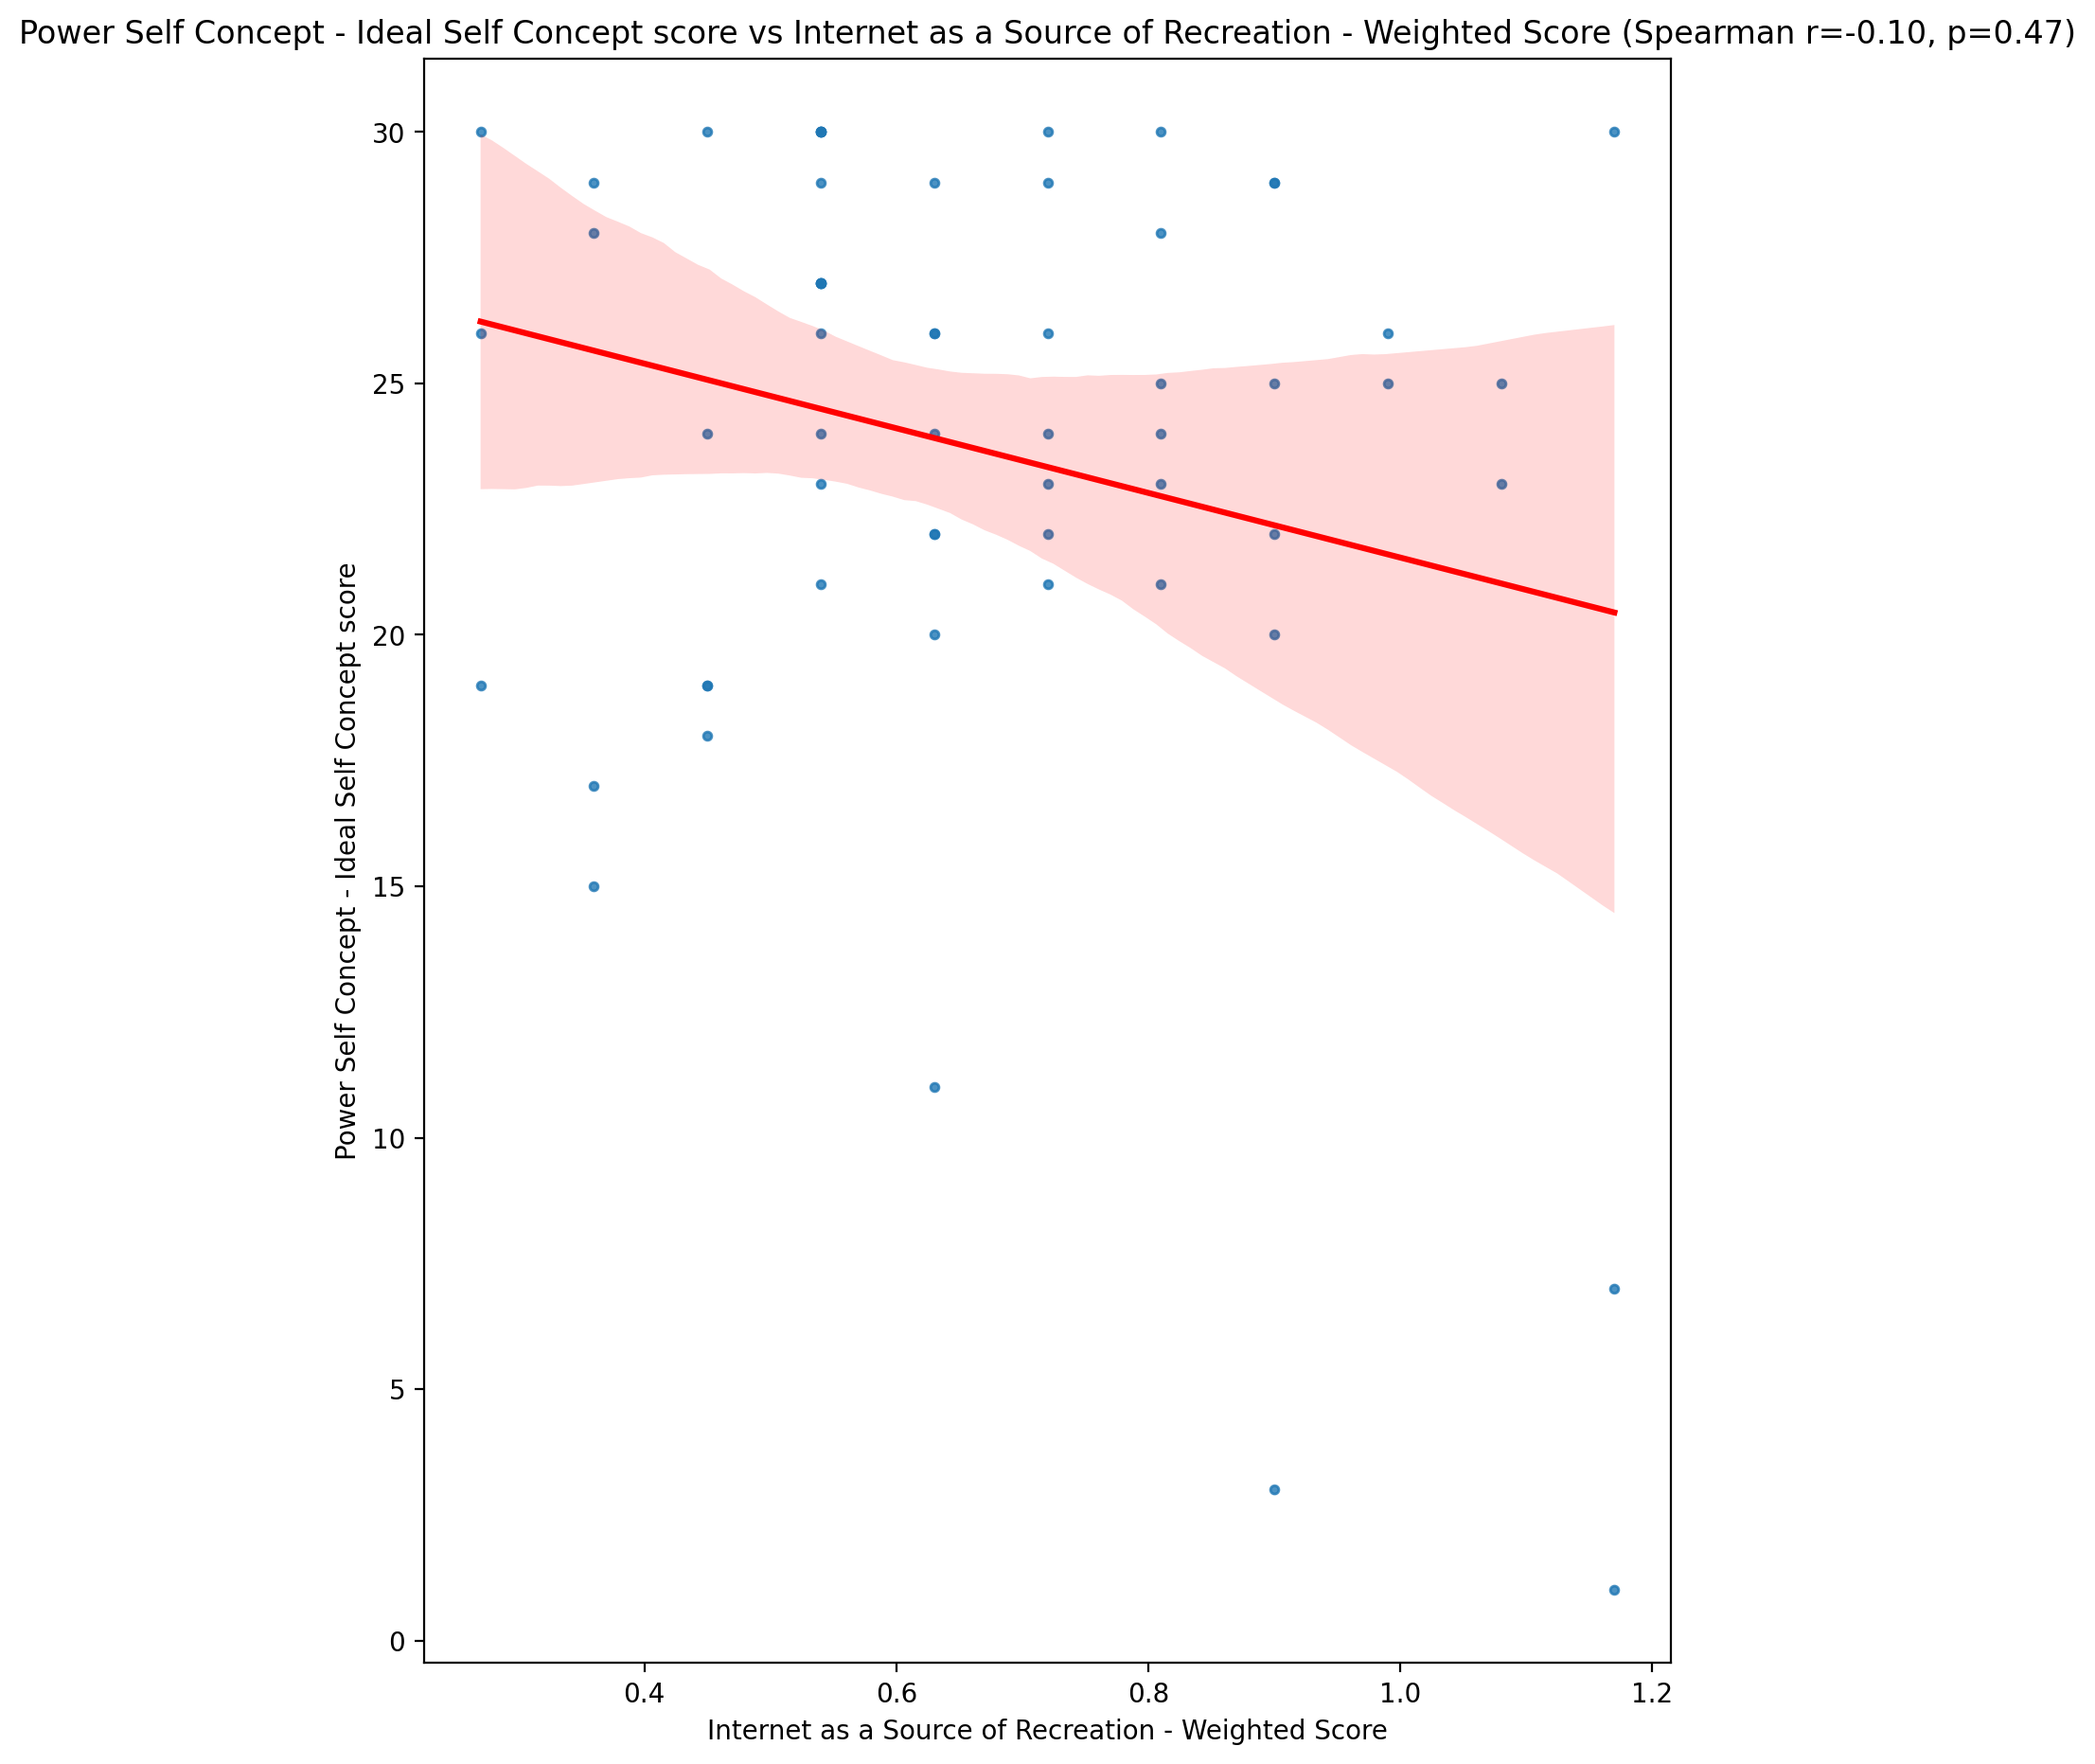 Power Self Concept - Ideal Self Concept score vs Internet as a Source of Recreation - Weighted Score (Spearman r=-0.10, p=0.47)
Power Self Concept - Ideal Self Concept score
30
25
20
15
10
5
0
0.4 0.6 0.8 1.0 1.2
Internet as a Source of Recreation - Weighted Score